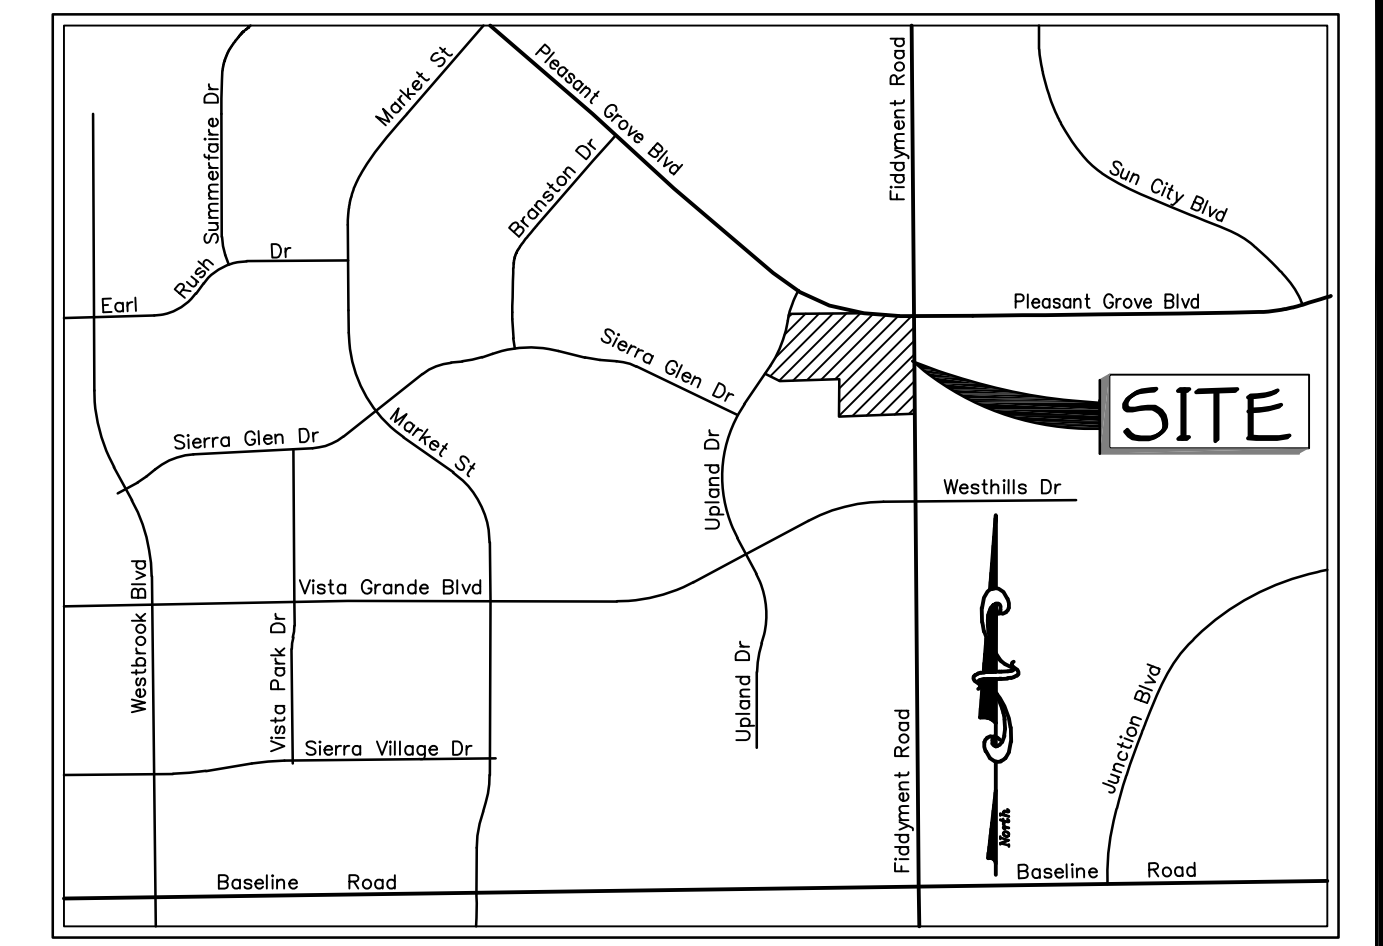 Market St
Pleasant Grove Blvd
Fiddyment Road
Summerfaire Dr
Branston Dr
Sun City Blvd
Rush
Dr
Earl
Pleasant Grove Blvd
Sierra Glen Dr
SITE
Sierra Glen Dr
Market St
Upland Dr
Westhills Dr
Westbrook Blvd
Vista Grande Blvd
Vista Park Dr
Upland Dr
Junction Blvd
Sierra Village Dr
Fiddyment Road
North
Baseline Road
Baseline Road